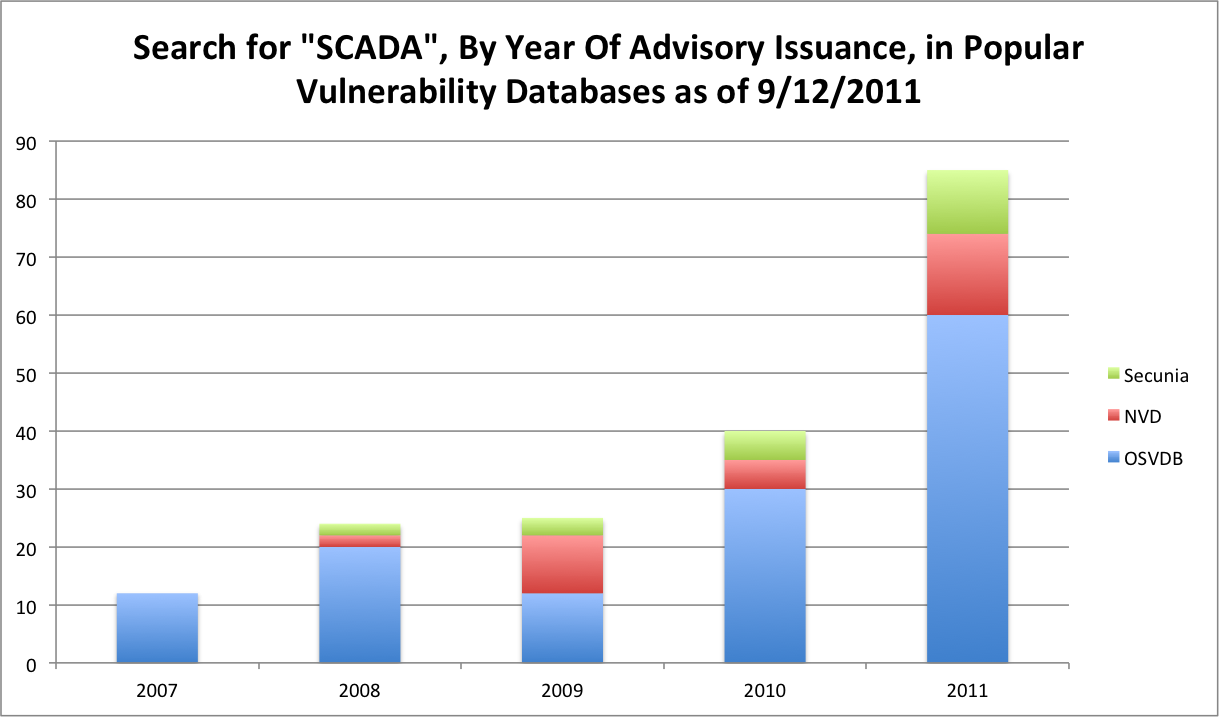 Search for "SCADA", By Year Of Advisory Issuance, in Popular
Vulnerability Databases as of 9/12/2011
90
80
70
60
50
40
30
20
10
0
2007 2008 2009 2010 2011
Secunia
NVD
OSVDB